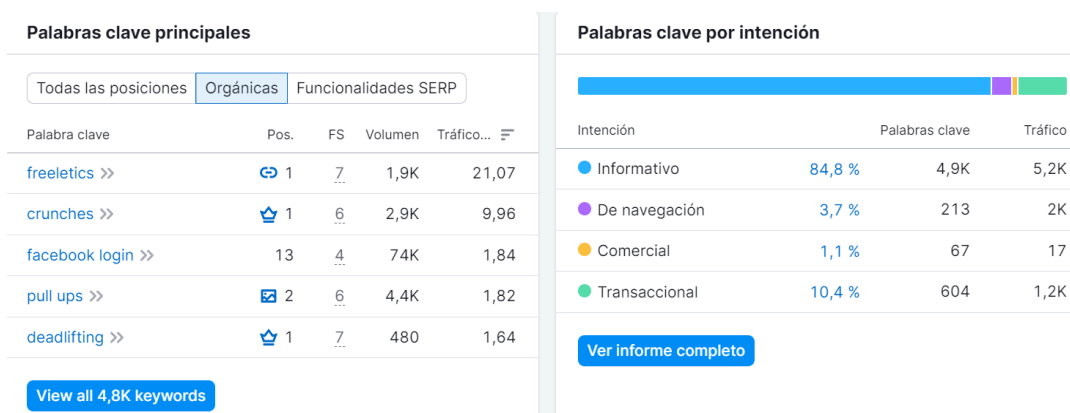 Palabras clave principales
Todas las posiciones Orgánicas Funcionalidades SERP
Palabra clave Pos. FS Volumen Tráfico...
freeletics 1 7 1,9K 21,07
crunches 1 6 2,9K 9,96
facebook login 13 4 74K 1,84
pull ups 2 6 4,4K 1,82
deadlifting 1 7 480 1,64
View all 4,8K keywords
Palabras clave por intención
Intención Palabras clave Tráfico
Informativo 84,8 % 4,9K 5,2K
De navegación 3,7 % 213 2K
Comercial 1,1 % 67 17
Transaccional 10,4 % 604 1,2K
Ver informe completo